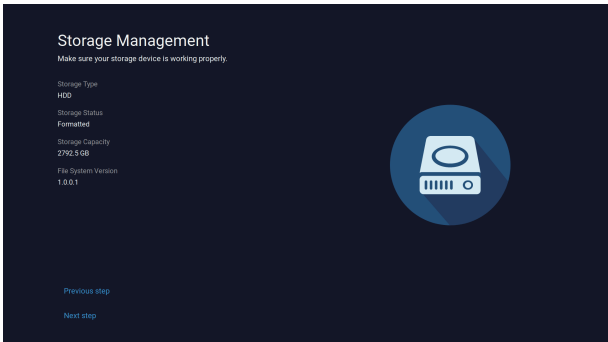 Storage Management
Make sure your storage device is working properly.
Storage Type
HDD
Storage Status
Formatted
Storage Capacity
2792.5 GB
File System Version
1.0.0.1
Previous step
Next step